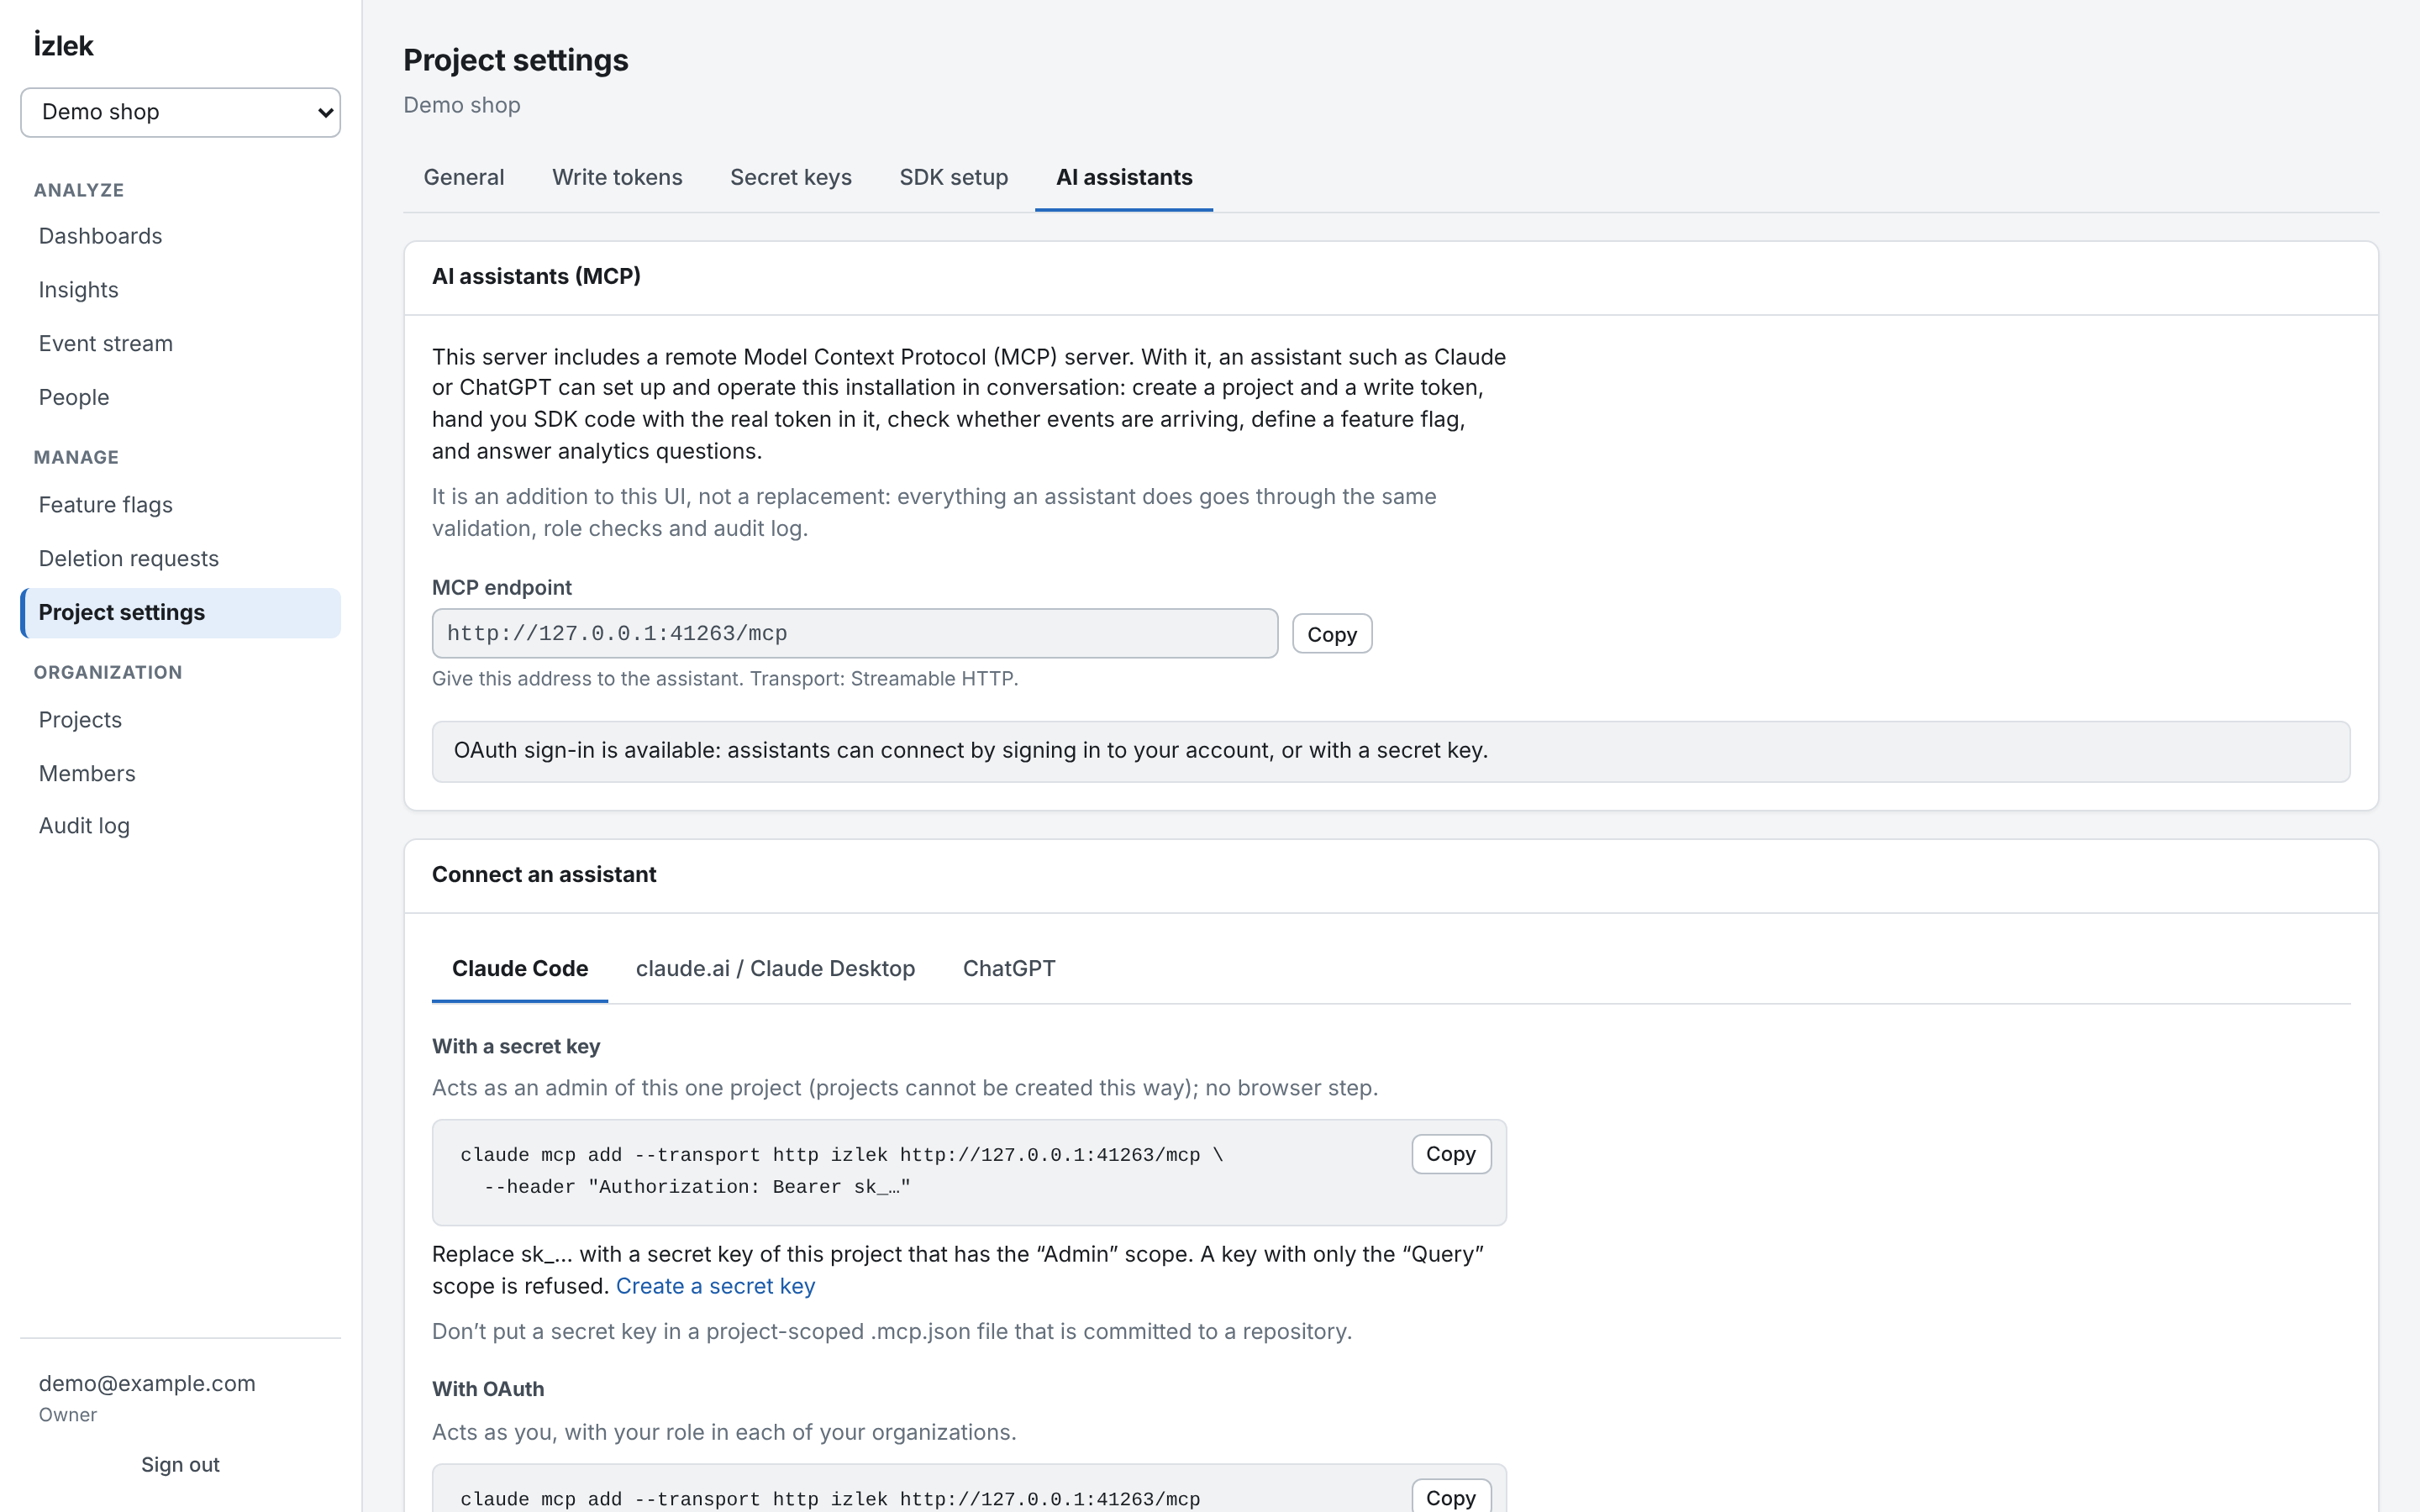 İzlek
Demo shop
ANALYZE
Dashboards
Insights
Event stream
People
MANAGE
Feature flags
Deletion requests
Project settings
ORGANIZATION
Projects
Members
Audit log
demo@example.com
Owner
Sign out
Project settings
Demo shop
General
Write tokens
Secret keys
SDK setup
AI assistants
AI assistants (MCP)
This server includes a remote Model Context Protocol (MCP) server. With it, an assistant such as Claude
or ChatGPT can set up and operate this installation in conversation: create a project and a write token,
hand you SDK code with the real token in it, check whether events are arriving, define a feature flag,
and answer analytics questions.
It is an addition to this UI, not a replacement: everything an assistant does goes through the same
validation, role checks and audit log.
MCP endpoint
http://127.0.0.1:41263/mcp
Copy
Give this address to the assistant. Transport: Streamable HTTP.
OAuth sign-in is available: assistants can connect by signing in to your account, or with a secret key.
Connect an assistant
Claude Code
claude.ai / Claude Desktop
ChatGPT
With a secret key
Acts as an admin of this one project (projects cannot be created this way); no browser step.
claude mcp add --transport http izlek http://127.0.0.1:41263/mcp \
--header "Authorization: Bearer sk_…"
Copy
Replace sk_… with a secret key of this project that has the “Admin” scope. A key with only the “Query”
scope is refused. Create a secret key
Don’t put a secret key in a project-scoped .mcp.json file that is committed to a repository.
With OAuth
Acts as you, with your role in each of your organizations.
claude mcp add --transport http izlek http://127.0.0.1:41263/mcp
Copy